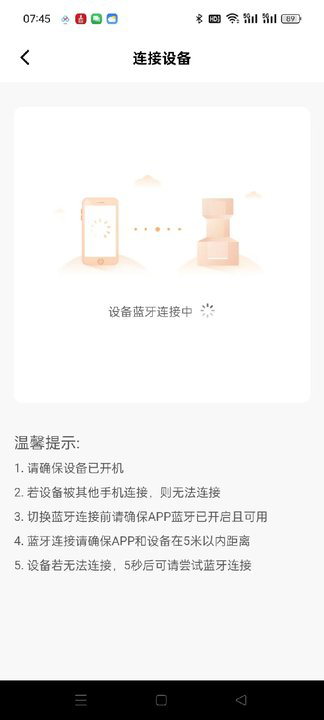 07:45
HD
5G
5G
89
连接设备
设备蓝牙连接中
温馨提示:
1. 请确保设备已开机
2. 若设备被其他手机连接，则无法连接
3. 切换蓝牙连接前请确保APP蓝牙已开启且可用
4. 蓝牙连接请确保APP和设备在5米以内距离
5. 设备若无法连接，5秒后可请尝试蓝牙连接